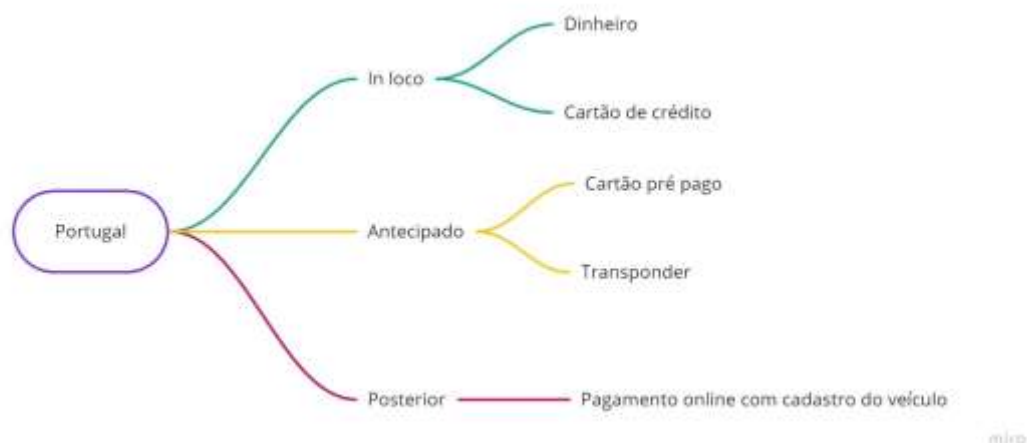 Dinheiro
In loco
Cartão de crédito
Cartão pré pago
Portugal
Antecipado
Transponder
Posterior
Pagamento online com cadastro do veículo
miro